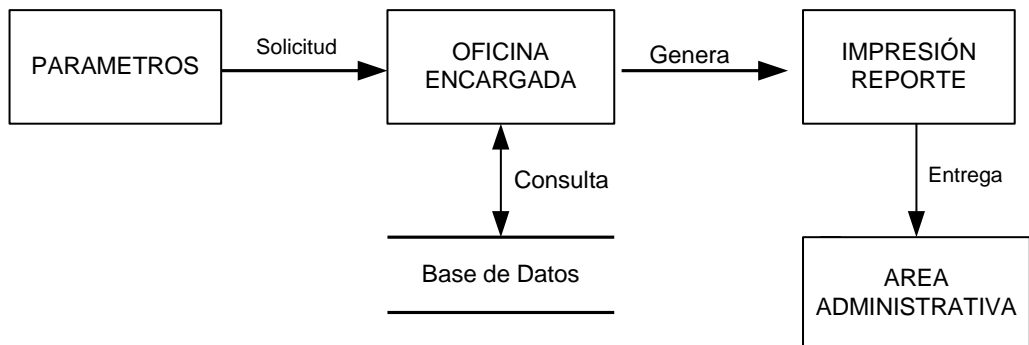 PARAMETROS
Solicitud
OFICINA
ENCARGADA
Genera
IMPRESIÓN
REPORTE
Consulta
Entrega
Base de Datos
AREA
ADMINISTRATIVA